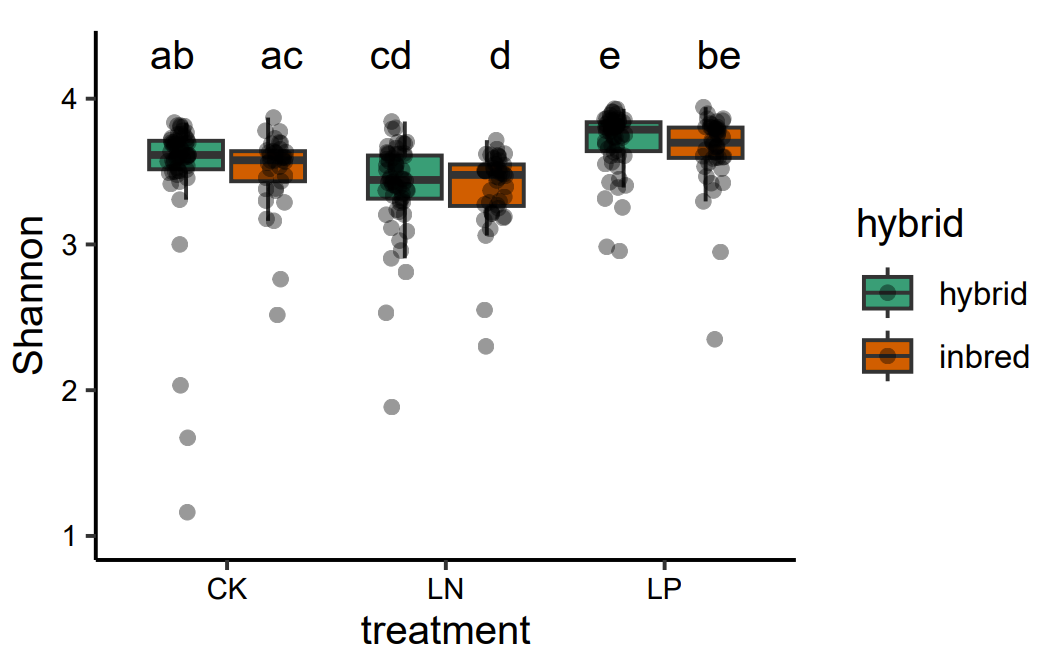 ab ac cd d e be
4
3
2
1
Shannon
CK LN LP
treatment
hybrid
hybrid
inbred